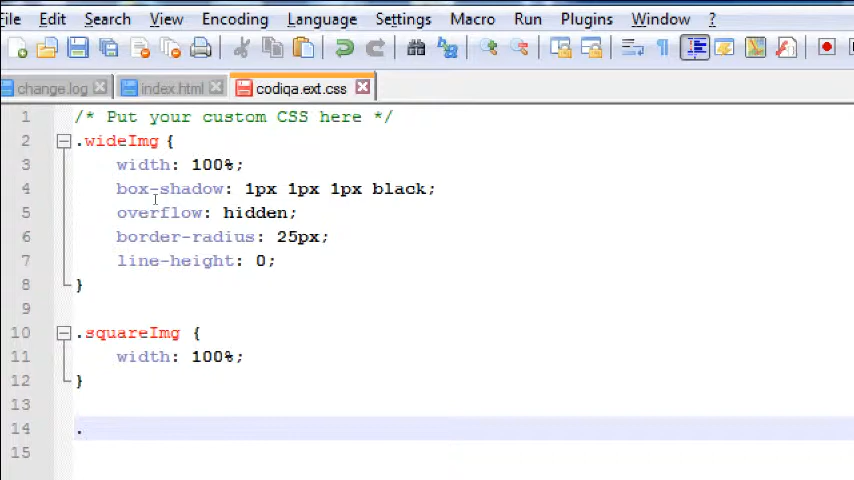 File Edit Search View Encoding Language Settings Macro Run Plugins Window ?
change.log index.html codiqa.ext.css
1 /* Put your custom CSS here */
2 .wideImg {
3 width: 100%;
4 box-shadow: 1px 1px 1px black;
5 overflow: hidden;
6 border-radius: 25px;
7 line-height: 0;
8 }
9
10 .squareImg {
11 width: 100%;
12 }
13
14 .
15